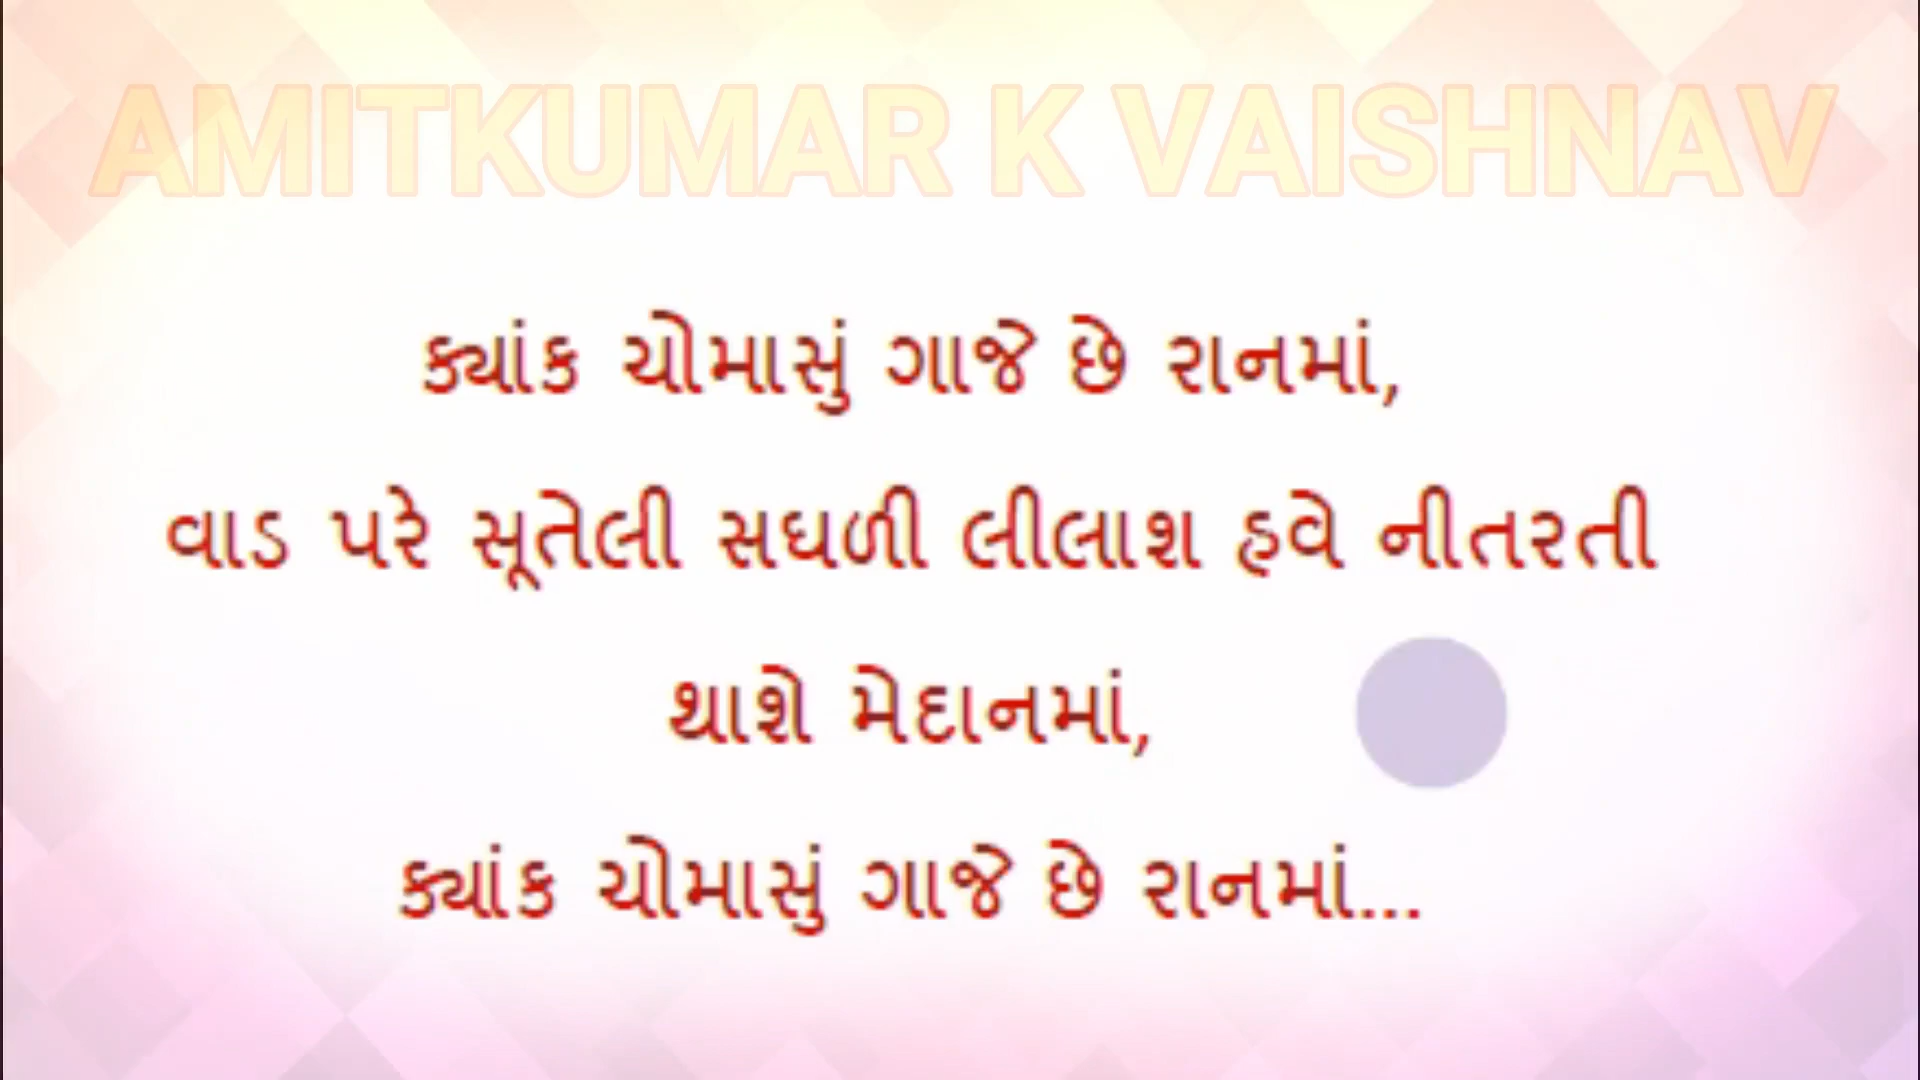 AMITKUMAR K VAISHNAV
ક્યાંક ચોમાસું ગાજે છે રાનમાં,
વાડ પરે સૂતેલી સઘળી લીલાશ હવે નીતરતી
થાશે મેદાનમાં,
ક્યાંક ચોમાસું ગાજે છે રાનમાં...